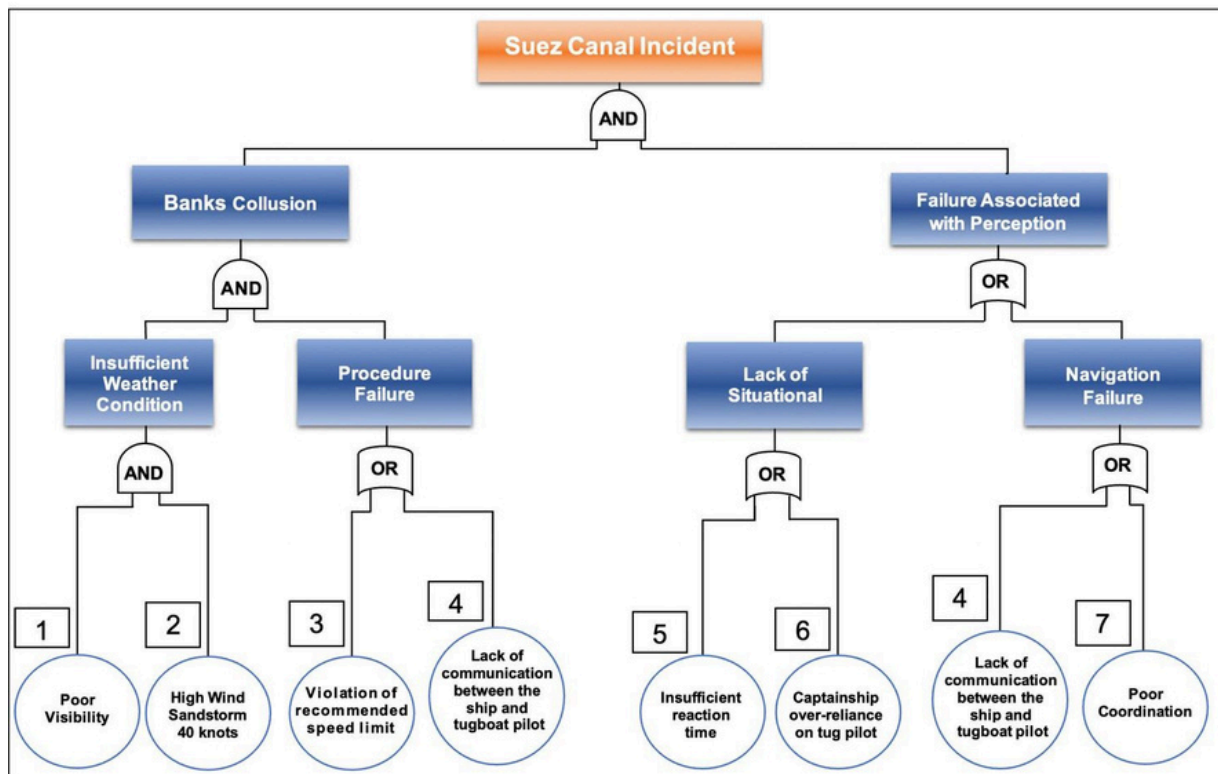 Suez Canal Incident
AND
Banks Collusion
Failure Associated
with Perception
AND
OR
Insufficient
Weather
Condition
Procedure
Failure
Lack of
Situational
Navigation
Failure
AND
OR
OR
OR
1
2
3
4
5
6
4
7
Poor
Visibility
High Wind
Sandstorm
40 knots
Violation of
recommended
speed limit
Lack of
communication
between the
ship and
tugboat pilot
Insufficient
reaction
time
Captainship
over-reliance
on tug pilot
Lack of
communication
between the
ship and
tugboat pilot
Poor
Coordination